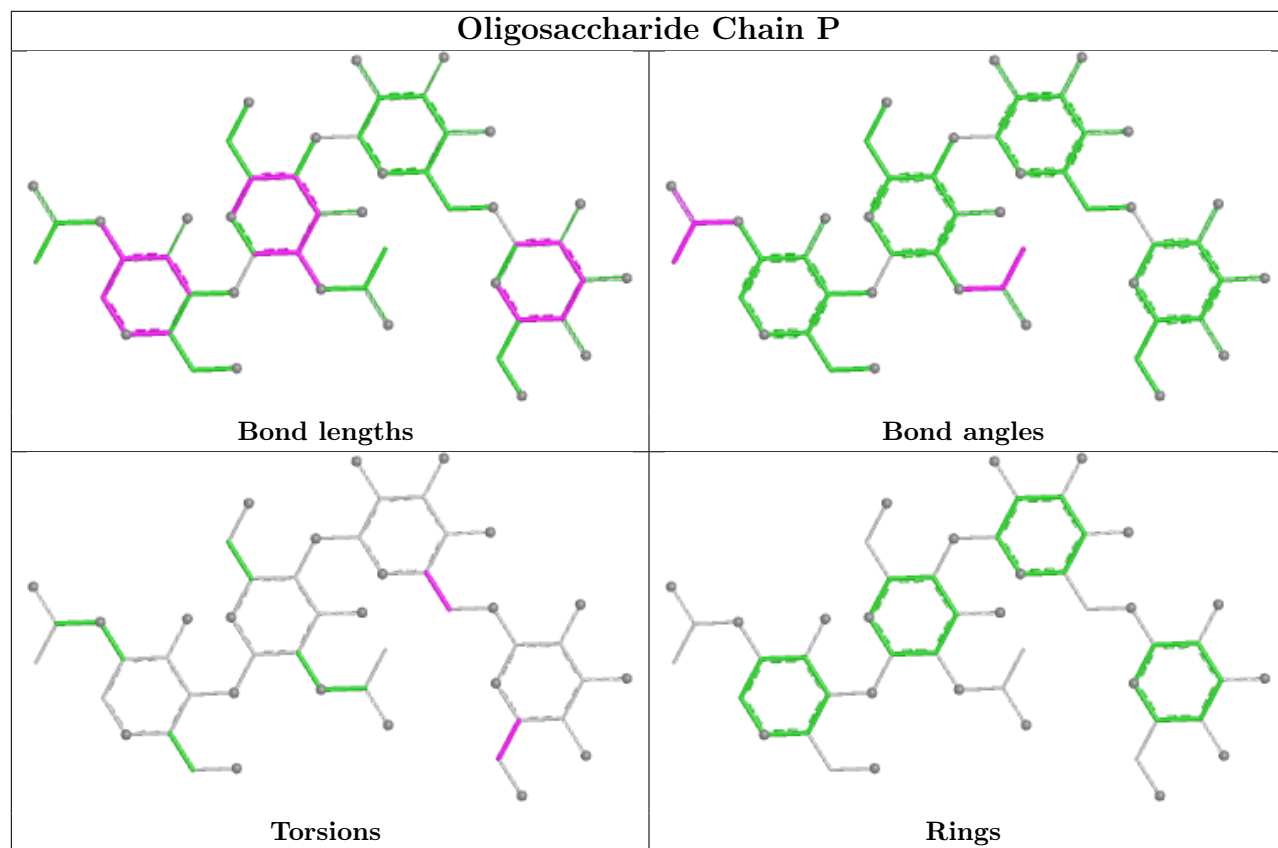 Oligosaccharide Chain P
Bond lengths
Bond angles
Torsions
Rings